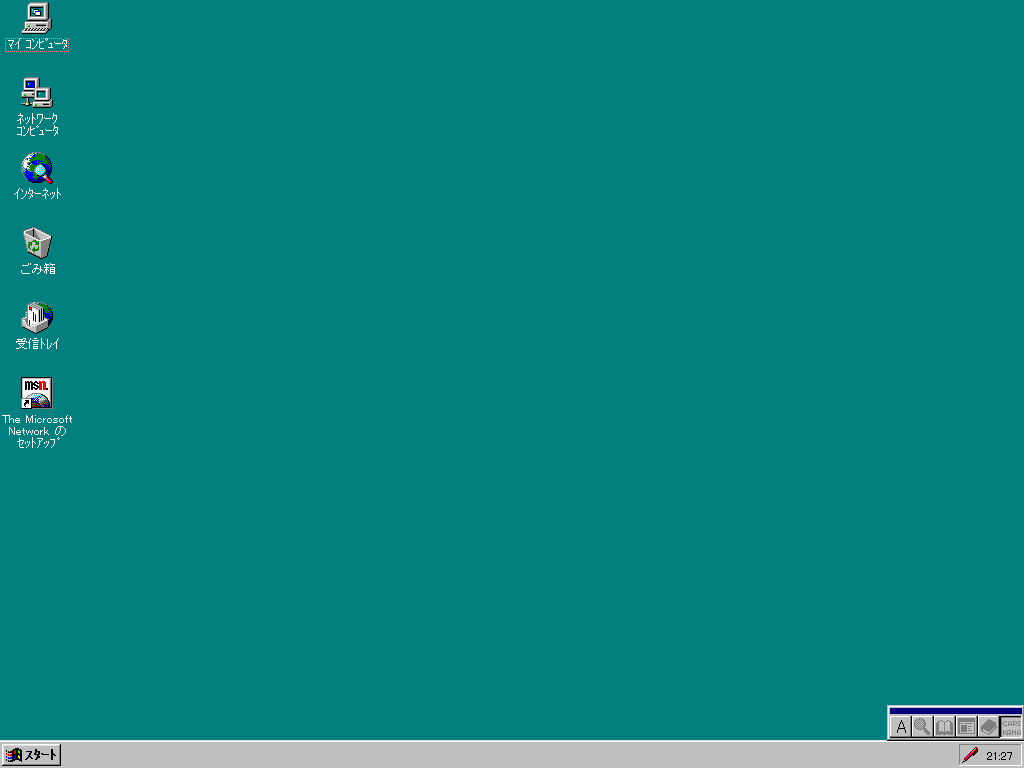 マイ コンピュータ
ネットワーク
コンピュータ
インターネット
ごみ箱
受信トレイ
msn.
The Microsoft
Network の
セットアップ
A
CAPS
KANA
スタート
21:27